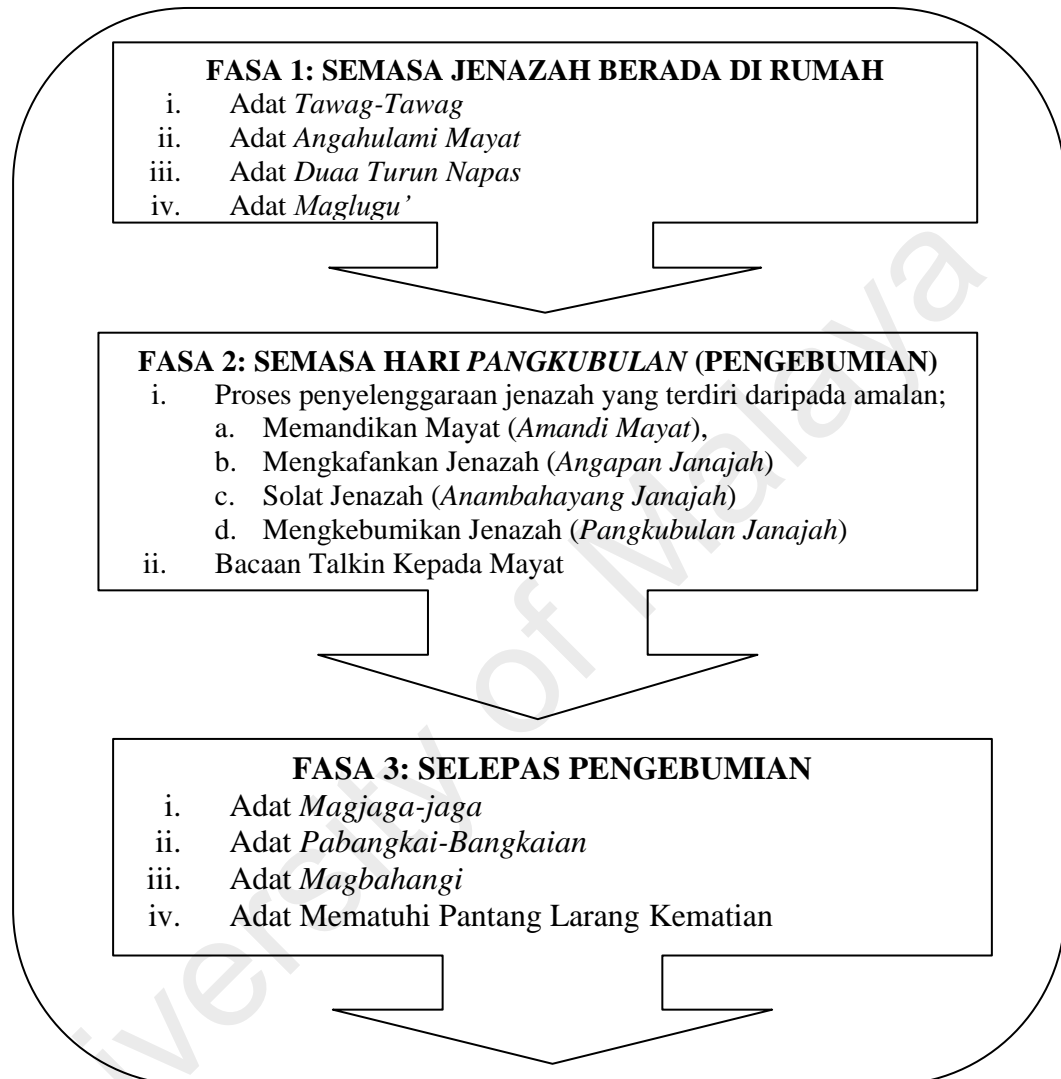 FASA 1: SEMASA JENAZAH BERADA DI RUMAH
i. Adat Tawag-Tawag
ii. Adat Angahulami Mayat
iii. Adat Duaa Turun Napas
iv. Adat Maglugu’
FASA 2: SEMASA HARI PANGKUBULAN (PENGEBUMIAN)
i. Proses penyelenggaraan jenazah yang terdiri daripada amalan;
a. Memandikan Mayat (Amandi Mayat),
b. Mengkafankan Jenazah (Angapan Janajah)
c. Solat Jenazah (Anambahayang Janajah)
d. Mengkebumikan Jenazah (Pangkubulan Janajah)
ii. Bacaan Talkin Kepada Mayat
FASA 3: SELEPAS PENGEBUMIAN
i. Adat Magjaga-jaga
ii. Adat Pabangkai-Bangkaian
iii. Adat Magbahangi
iv. Adat Mematuhi Pantang Larang Kematian
versity of Malaya